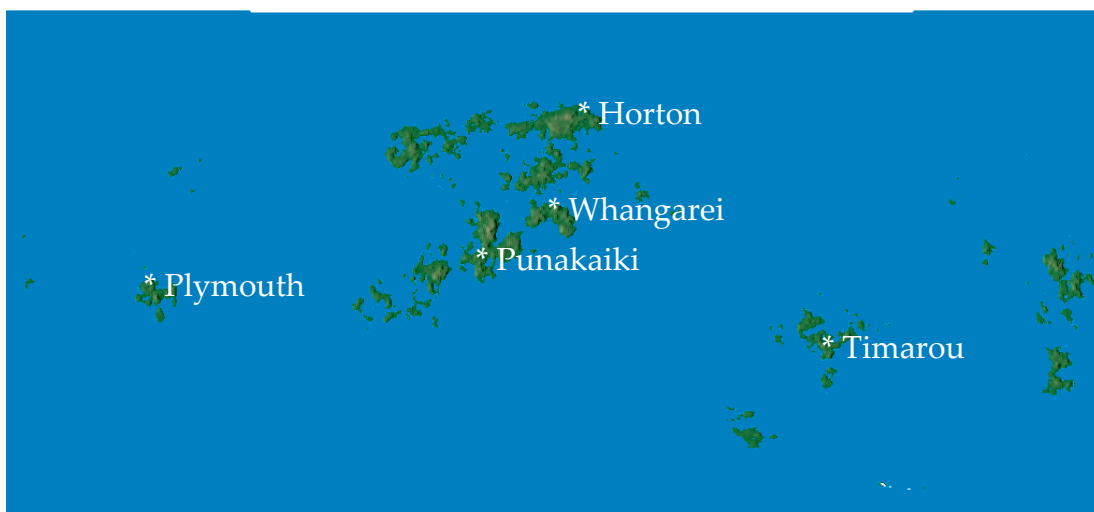 * Horton
* Whangarei
* Punakaiki
* Plymouth
* Timarou